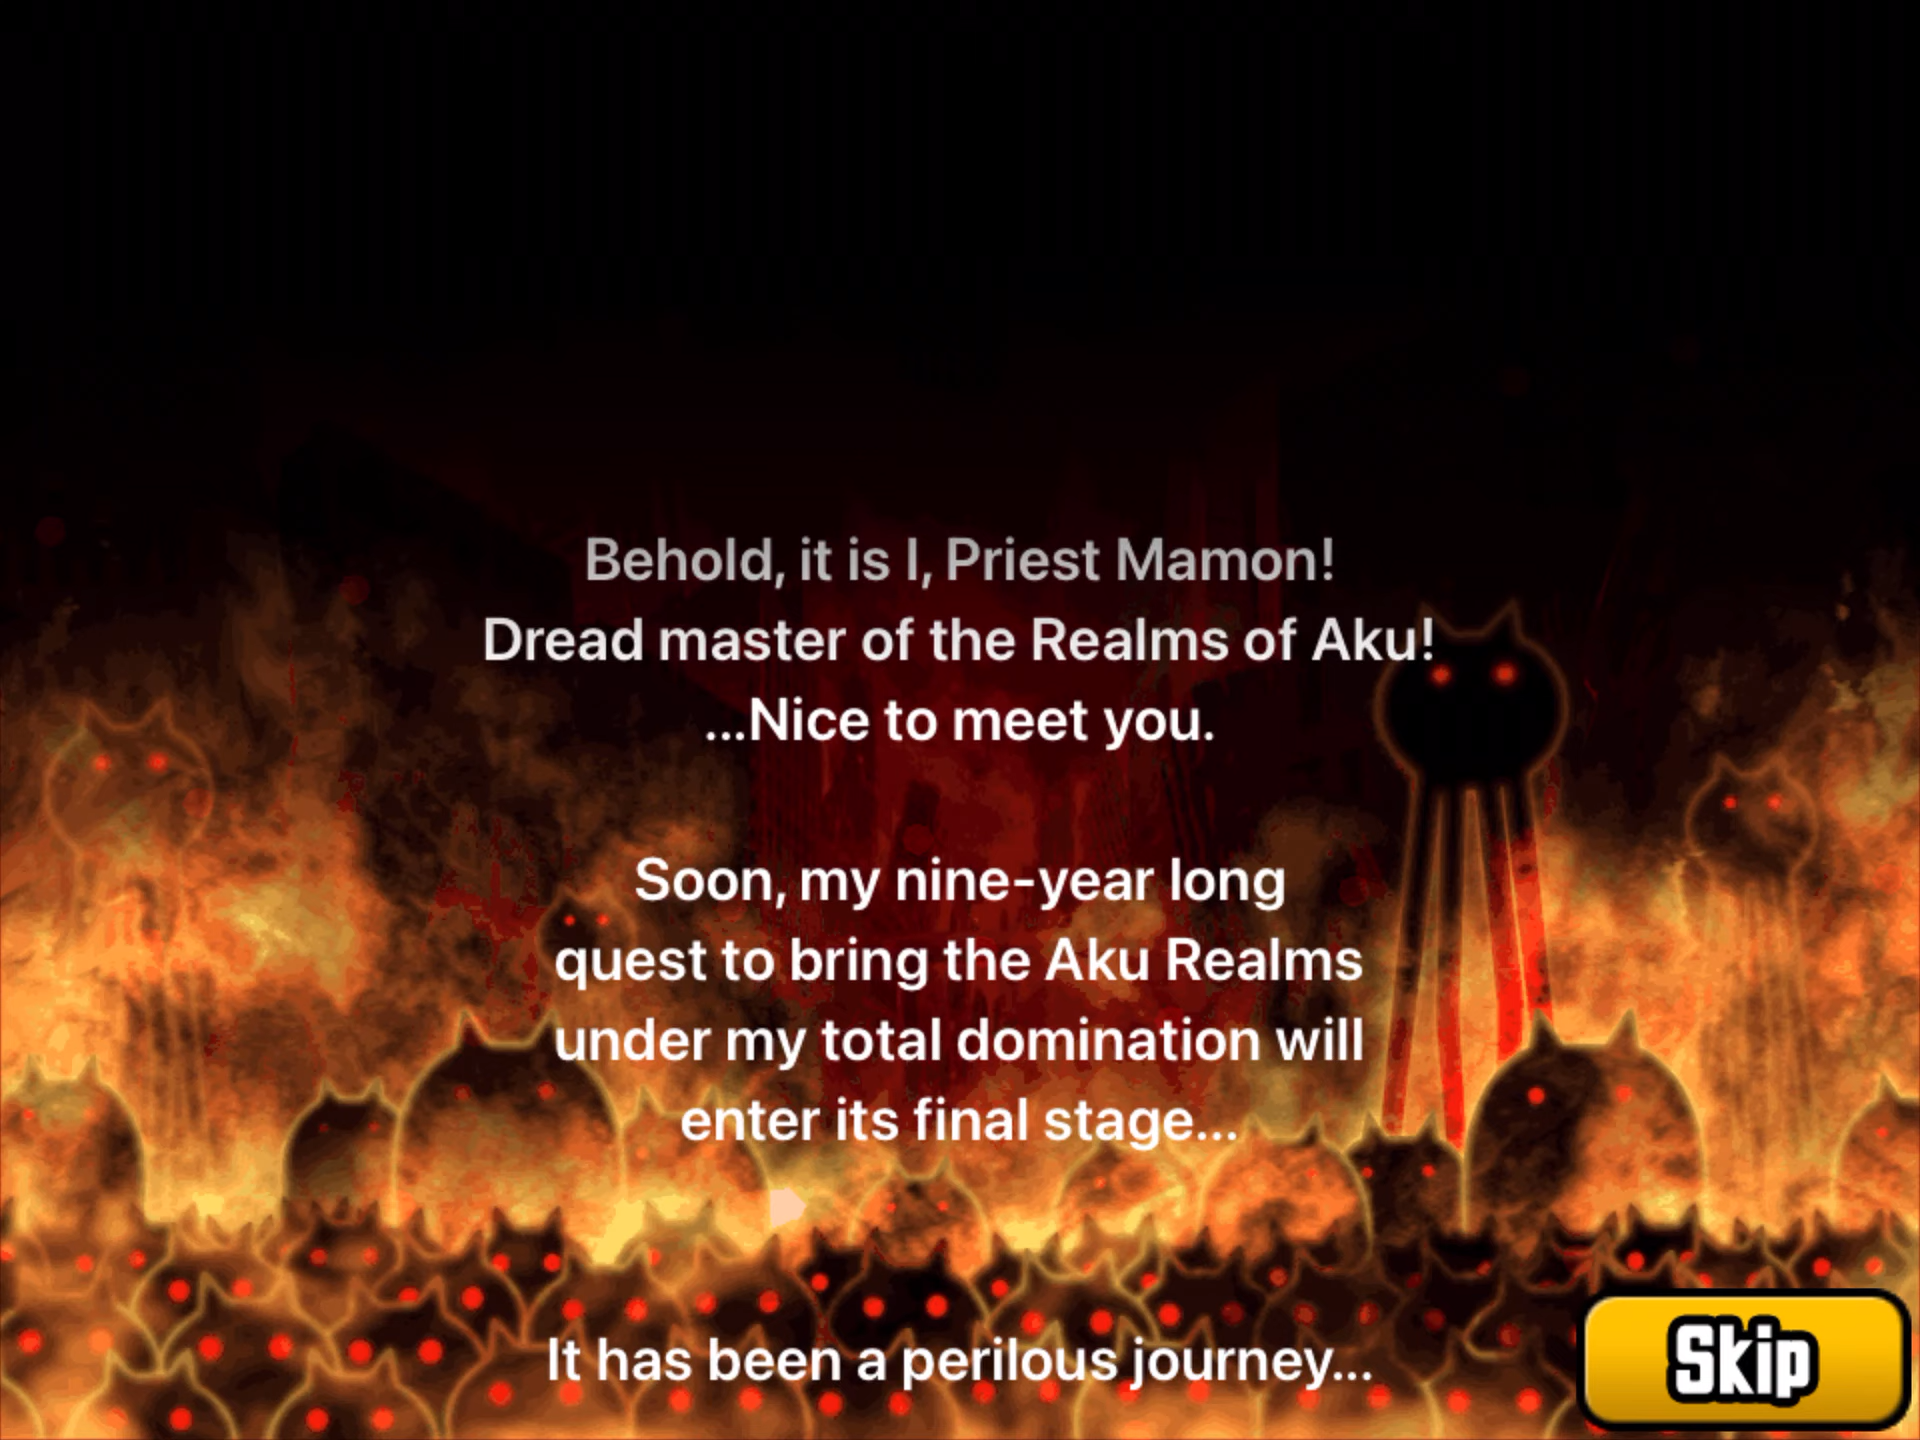 Behold, it is I, Priest Mamon!
Dread master of the Realms of Aku!
...Nice to meet you.
Soon, my nine-year long
quest to bring the Aku Realms
under my total domination will
enter its final stage...
It has been a perilous journey...
Skip